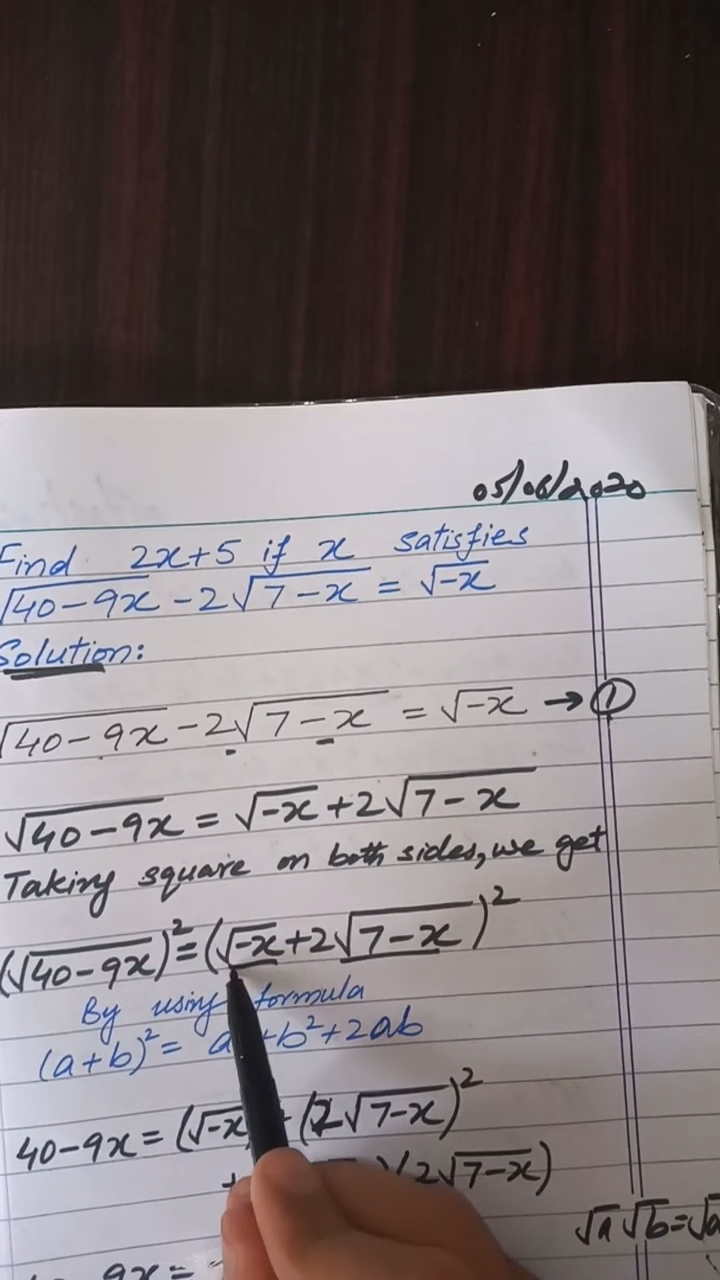 05/06/2020
Find 2x+5 if x satisfies
√40-9x - 2√7-x = √-x
Solution:
√40-9x - 2√7-x = √-x → ①
√40-9x = √-x + 2√7-x
Taking square on both sides, we get
(√40-9x)² = (√-x + 2√7-x)²
By using formula
(a+b)² = a +b²+2ab
40-9x = (√-x (2√7-x)²
(2√7-x)
√a √b = √a
9x =